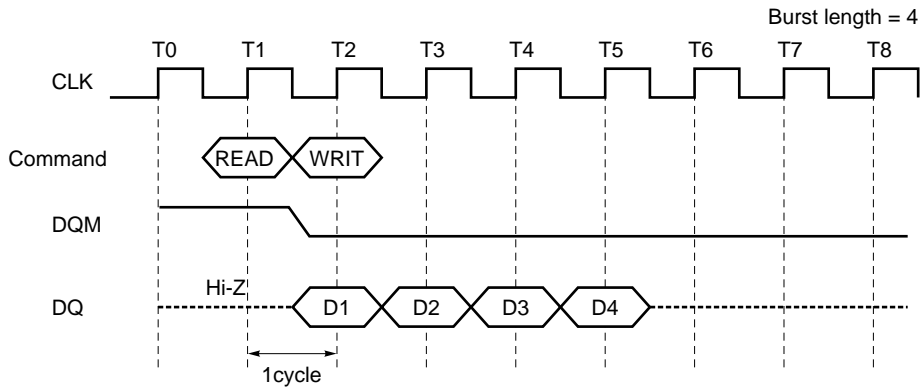 Burst length = 4
T0 T1 T2 T3 T4 T5 T6 T7 T8
CLK
Command READ WRIT
DQM
Hi-Z
DQ D1 D2 D3 D4
1cycle